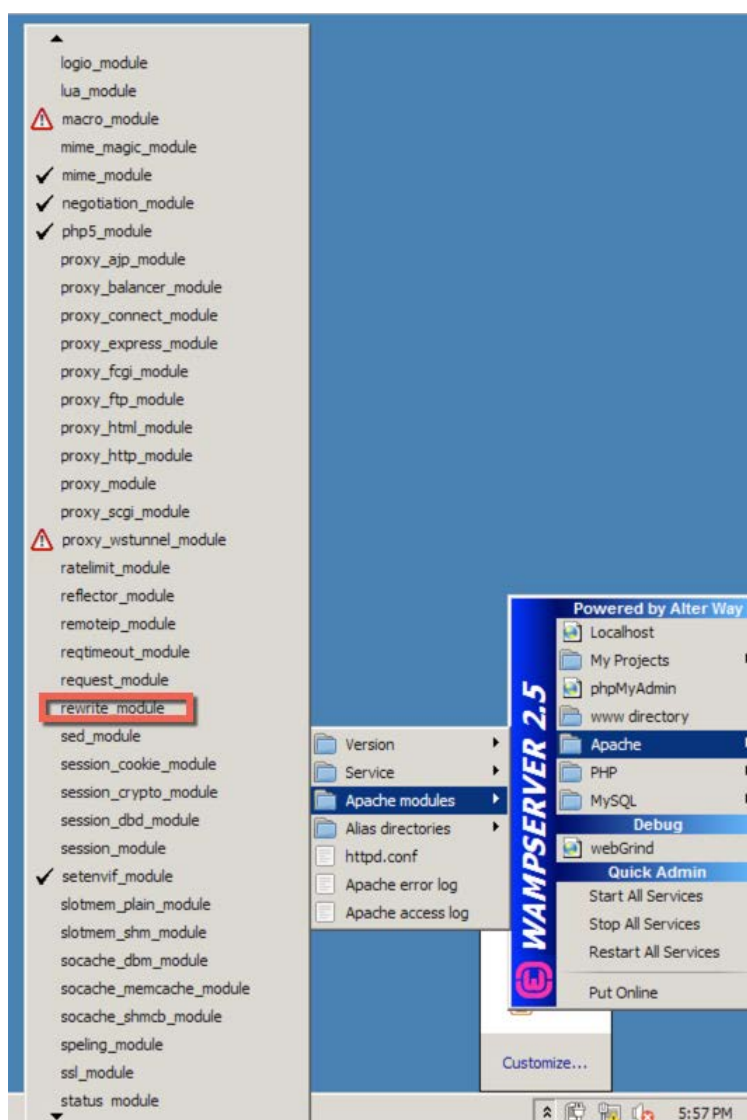 logio_module
lua_module
macro_module
mime_magic_module
mime_module
negotiation_module
php5_module
proxy_ajp_module
proxy_balancer_module
proxy_connect_module
proxy_express_module
proxy_fcgi_module
proxy_ftp_module
proxy_html_module
proxy_http_module
proxy_module
proxy_scgi_module
proxy_wstunnel_module
ratelimit_module
reflector_module
remoteip_module
reqtimeout_module
request_module
rewrite_module
sed_module
session_cookie_module
session_crypto_module
session_dbd_module
session_module
setenvif_module
slotmem_plain_module
slotmem_shm_module
socache_dbm_module
socache_memcache_module
socache_shmcb_module
speling_module
ssl_module
status_module
Version
Service
Apache modules
Alias directories
httpd.conf
Apache error log
Apache access log
WAMPSERVER 2.5
Powered by Alter Way
Localhost
My Projects
phpMyAdmin
www directory
Apache
PHP
MySQL
Debug
webGrind
Quick Admin
Start All Services
Stop All Services
Restart All Services
Put Online
Customize...
5:57 PM